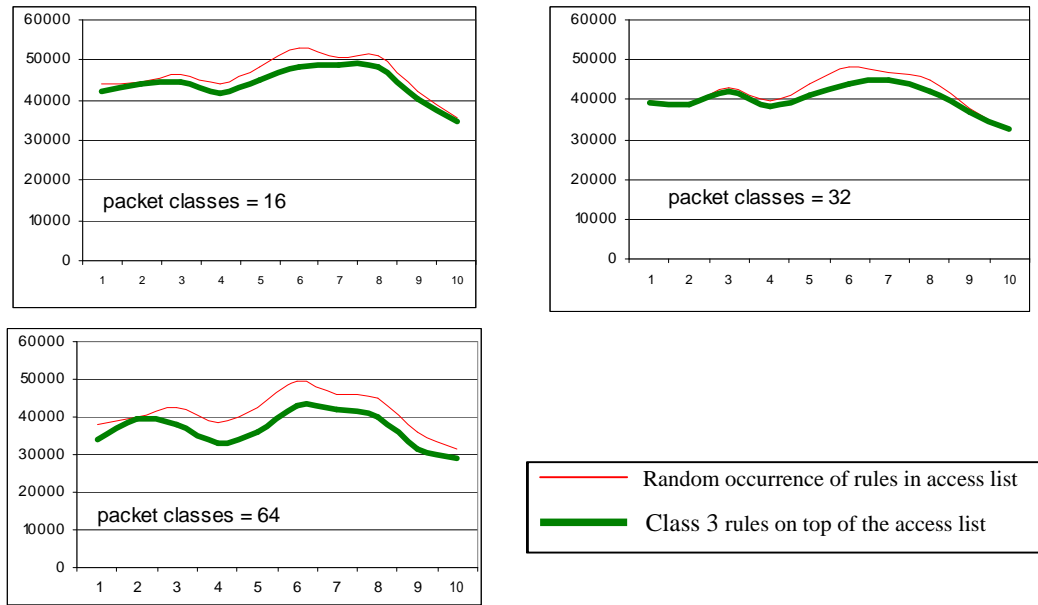 60000
50000
40000
30000
20000
10000
0
1 2 3 4 5 6 7 8 9 10
packet classes = 16
60000
50000
40000
30000
20000
10000
0
1 2 3 4 5 6 7 8 9 10
packet classes = 32
60000
50000
40000
30000
20000
10000
0
1 2 3 4 5 6 7 8 9 10
packet classes = 64
Random occurrence of rules in access list
Class 3 rules on top of the access list